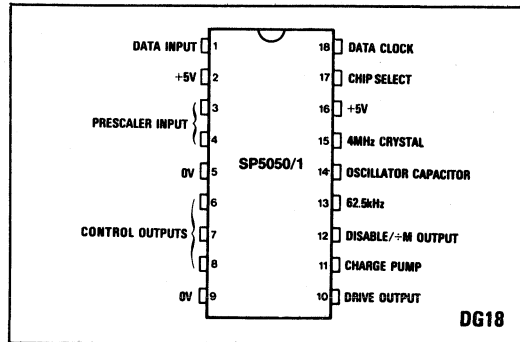 DATA INPUT 1
18 DATA CLOCK
+5V 2
17 CHIP SELECT
3
16 +5V
PRESCALER INPUT
4
15 4MHz CRYSTAL
SP5050/1
0V 5
14 OSCILLATOR CAPACITOR
6
13 62.5kHz
CONTROL OUTPUTS 7
12 DISABLE/÷M OUTPUT
8
11 CHARGE PUMP
0V 9
10 DRIVE OUTPUT
DG18